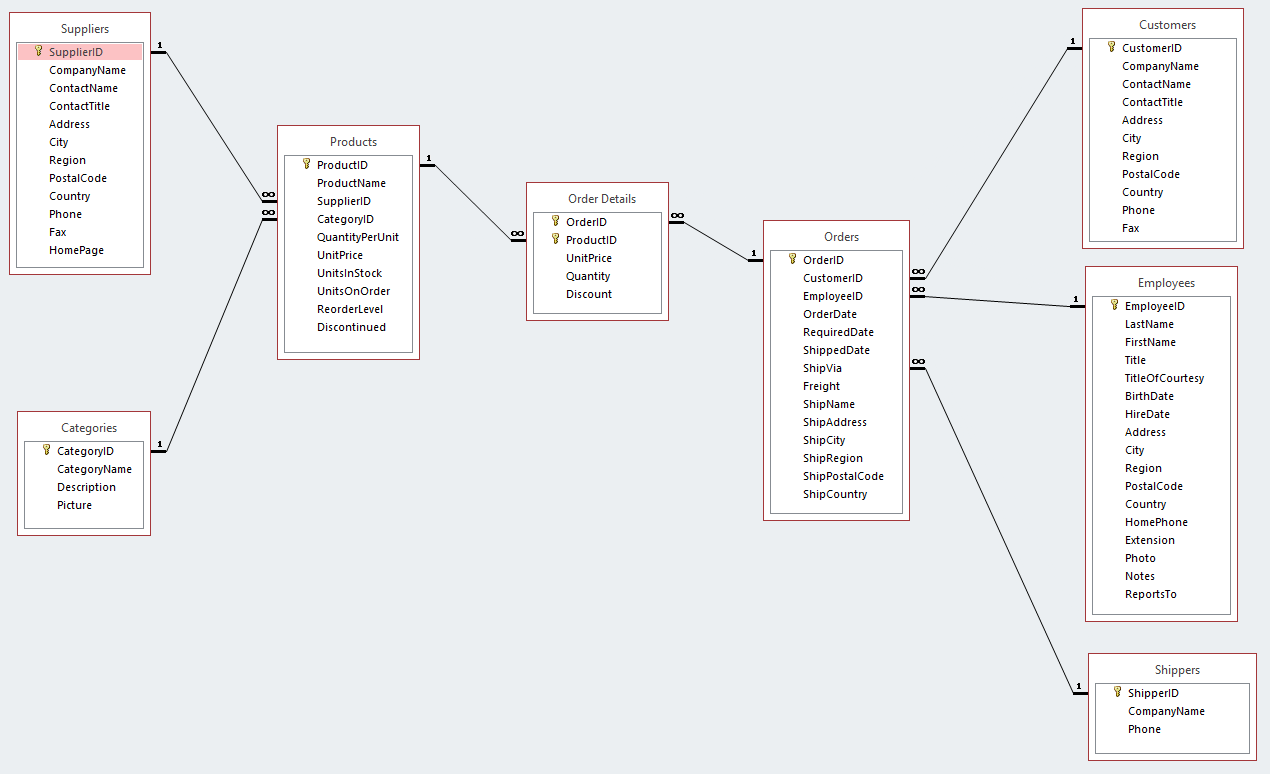 Suppliers
SupplierID
CompanyName
ContactName
ContactTitle
Address
City
Region
PostalCode
Country
Phone
Fax
HomePage
1
∞
∞
Categories
CategoryID
CategoryName
Description
Picture
1
Products
ProductID
ProductName
SupplierID
CategoryID
QuantityPerUnit
UnitPrice
UnitsInStock
UnitsOnOrder
ReorderLevel
Discontinued
1
∞
Order Details
OrderID
ProductID
UnitPrice
Quantity
Discount
∞
1
Orders
OrderID
CustomerID
EmployeeID
OrderDate
RequiredDate
ShippedDate
ShipVia
Freight
ShipName
ShipAddress
ShipCity
ShipRegion
ShipPostalCode
ShipCountry
∞
∞
∞
1
Customers
CustomerID
CompanyName
ContactName
ContactTitle
Address
City
Region
PostalCode
Country
Phone
Fax
1
Employees
EmployeeID
LastName
FirstName
Title
TitleOfCourtesy
BirthDate
HireDate
Address
City
Region
PostalCode
Country
HomePhone
Extension
Photo
Notes
ReportsTo
1
Shippers
ShipperID
CompanyName
Phone